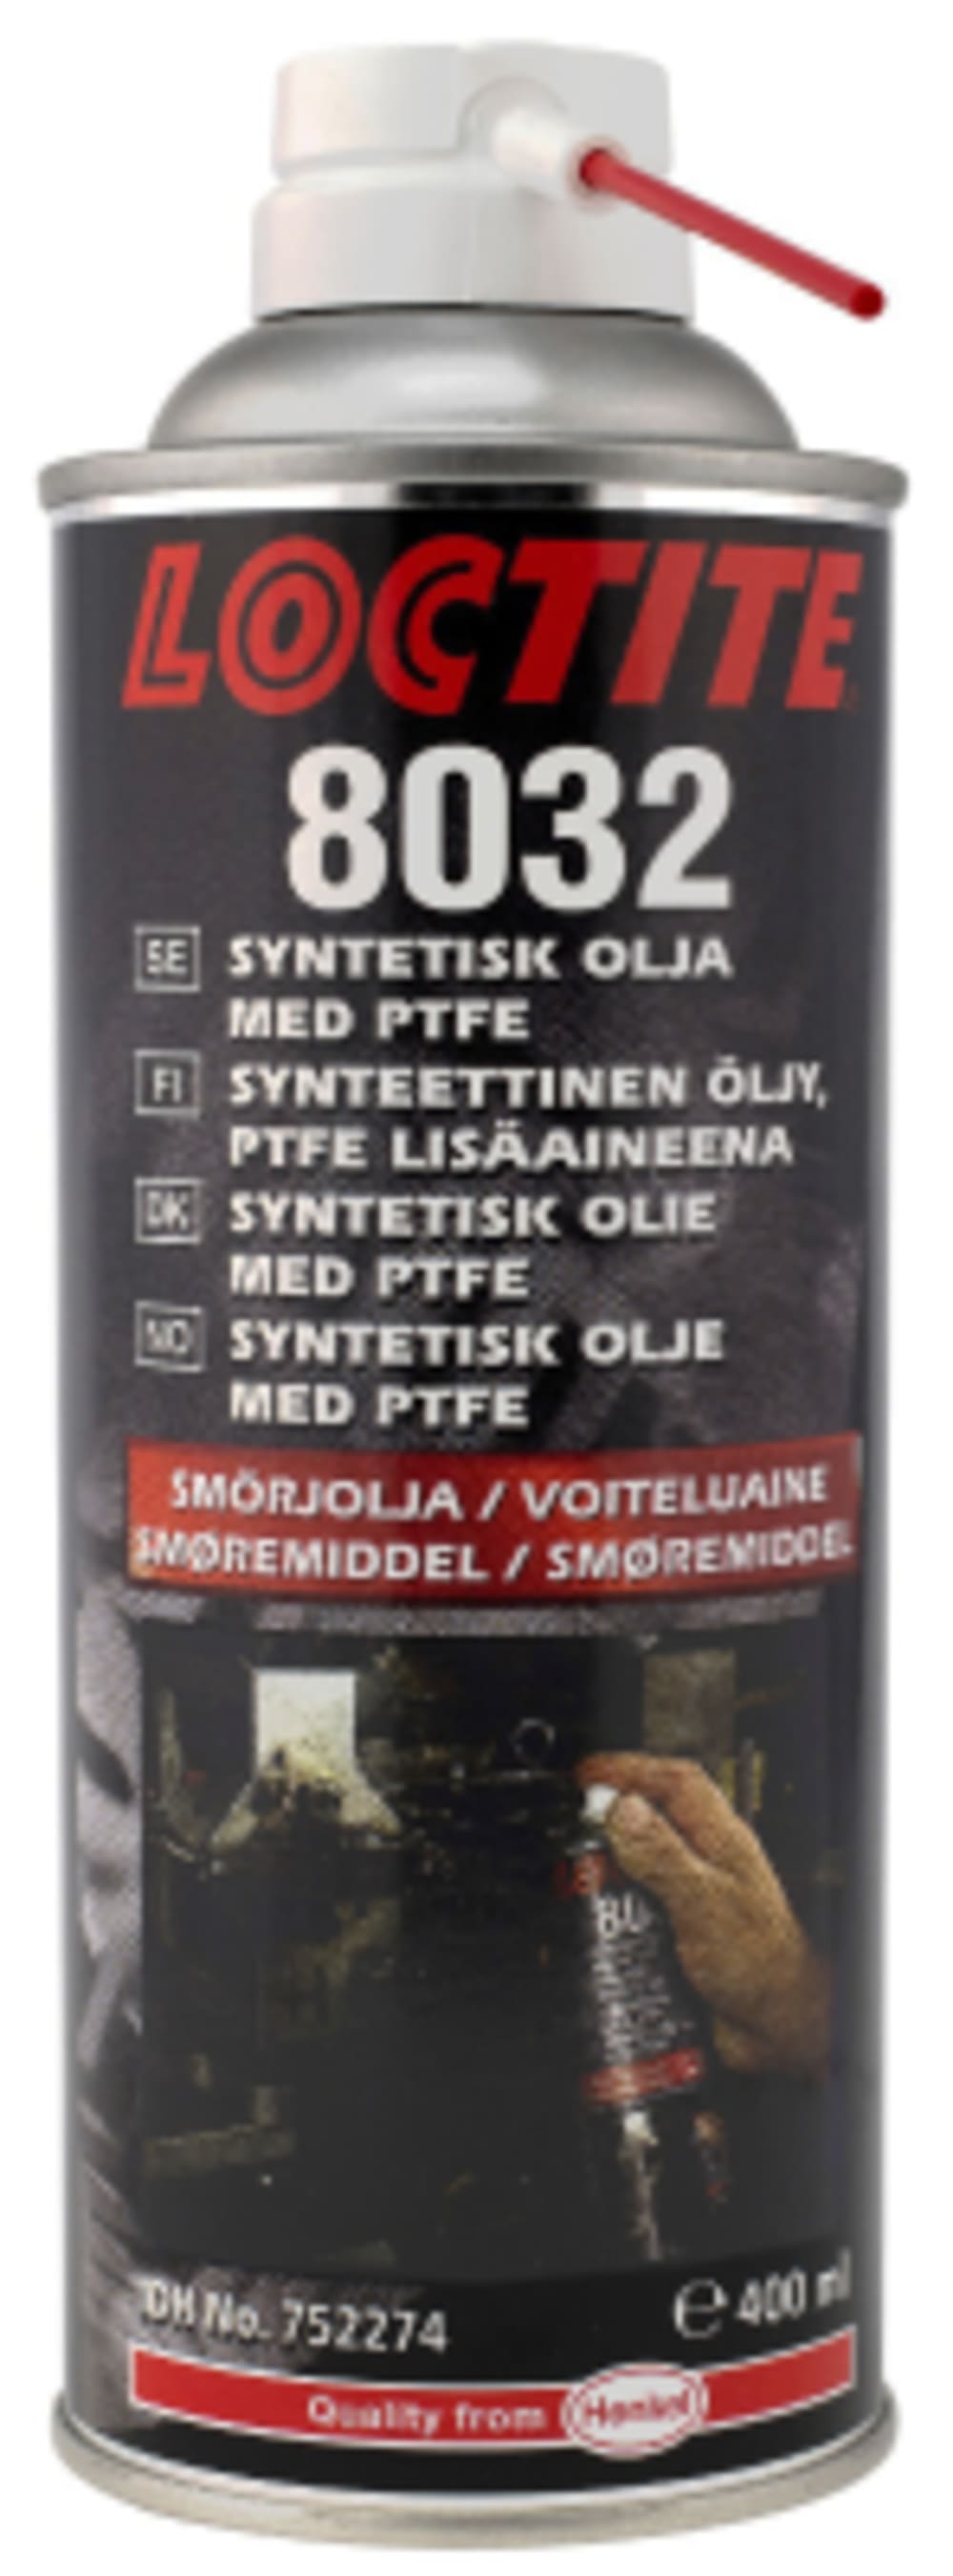 LOCTITE
8032
SE SYNTETISK OLJA
MED PTFE
FI SYNTEETTINEN ÖLJY,
PTFE LISÄAINEENA
DK SYNTETISK OLIE
MED PTFE
NO SYNTETISK OLJE
MED PTFE
SMÖRJOLJA / VOITELUAINE
SMØREMIDDEL / SMØREMIDDEL
IDH No. 752274
℮ 400 ml
Quality from Henkel